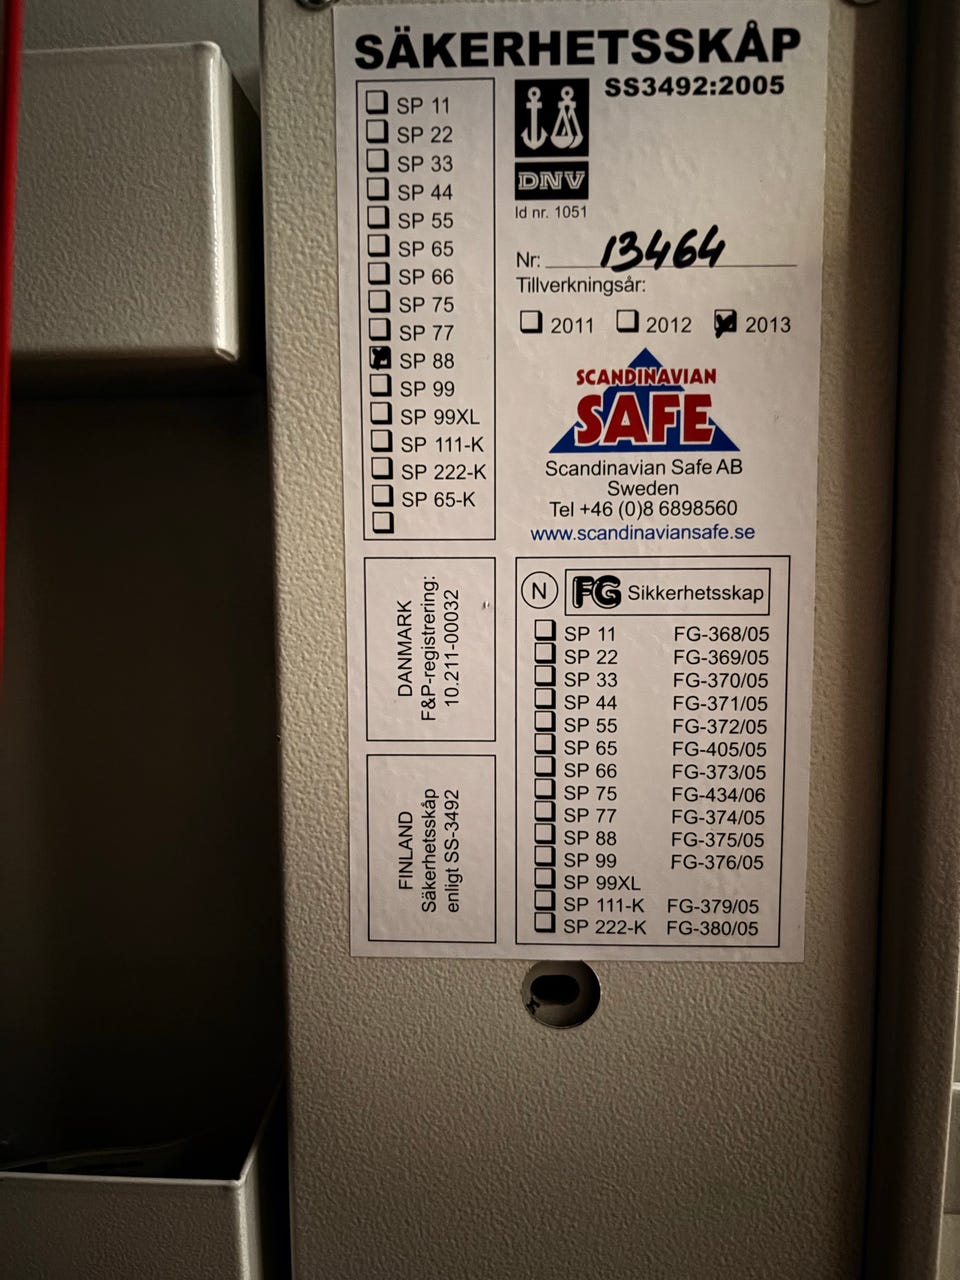 SÄKERHETSSKÅP
SS3492:2005
SP 11
SP 22
SP 33
SP 44
SP 55
SP 65
SP 66
SP 75
SP 77
SP 88
SP 99
SP 99XL
SP 111-K
SP 222-K
SP 65-K
DNV
Id nr. 1051
Nr: 13464
Tillverkningsår:
2011 2012 2013
SCANDINAVIAN
SAFE
Scandinavian Safe AB
Sweden
Tel +46 (0)8 6898560
www.scandinaviansafe.se
DANMARK
F&P-registrering:
10.211-00032
FINLAND
Säkerhetsskåp
enligt SS-3492
N FG Sikkerhetsskap
SP 11 FG-368/05
SP 22 FG-369/05
SP 33 FG-370/05
SP 44 FG-371/05
SP 55 FG-372/05
SP 65 FG-405/05
SP 66 FG-373/05
SP 75 FG-434/06
SP 77 FG-374/05
SP 88 FG-375/05
SP 99 FG-376/05
SP 99XL
SP 111-K FG-379/05
SP 222-K FG-380/05